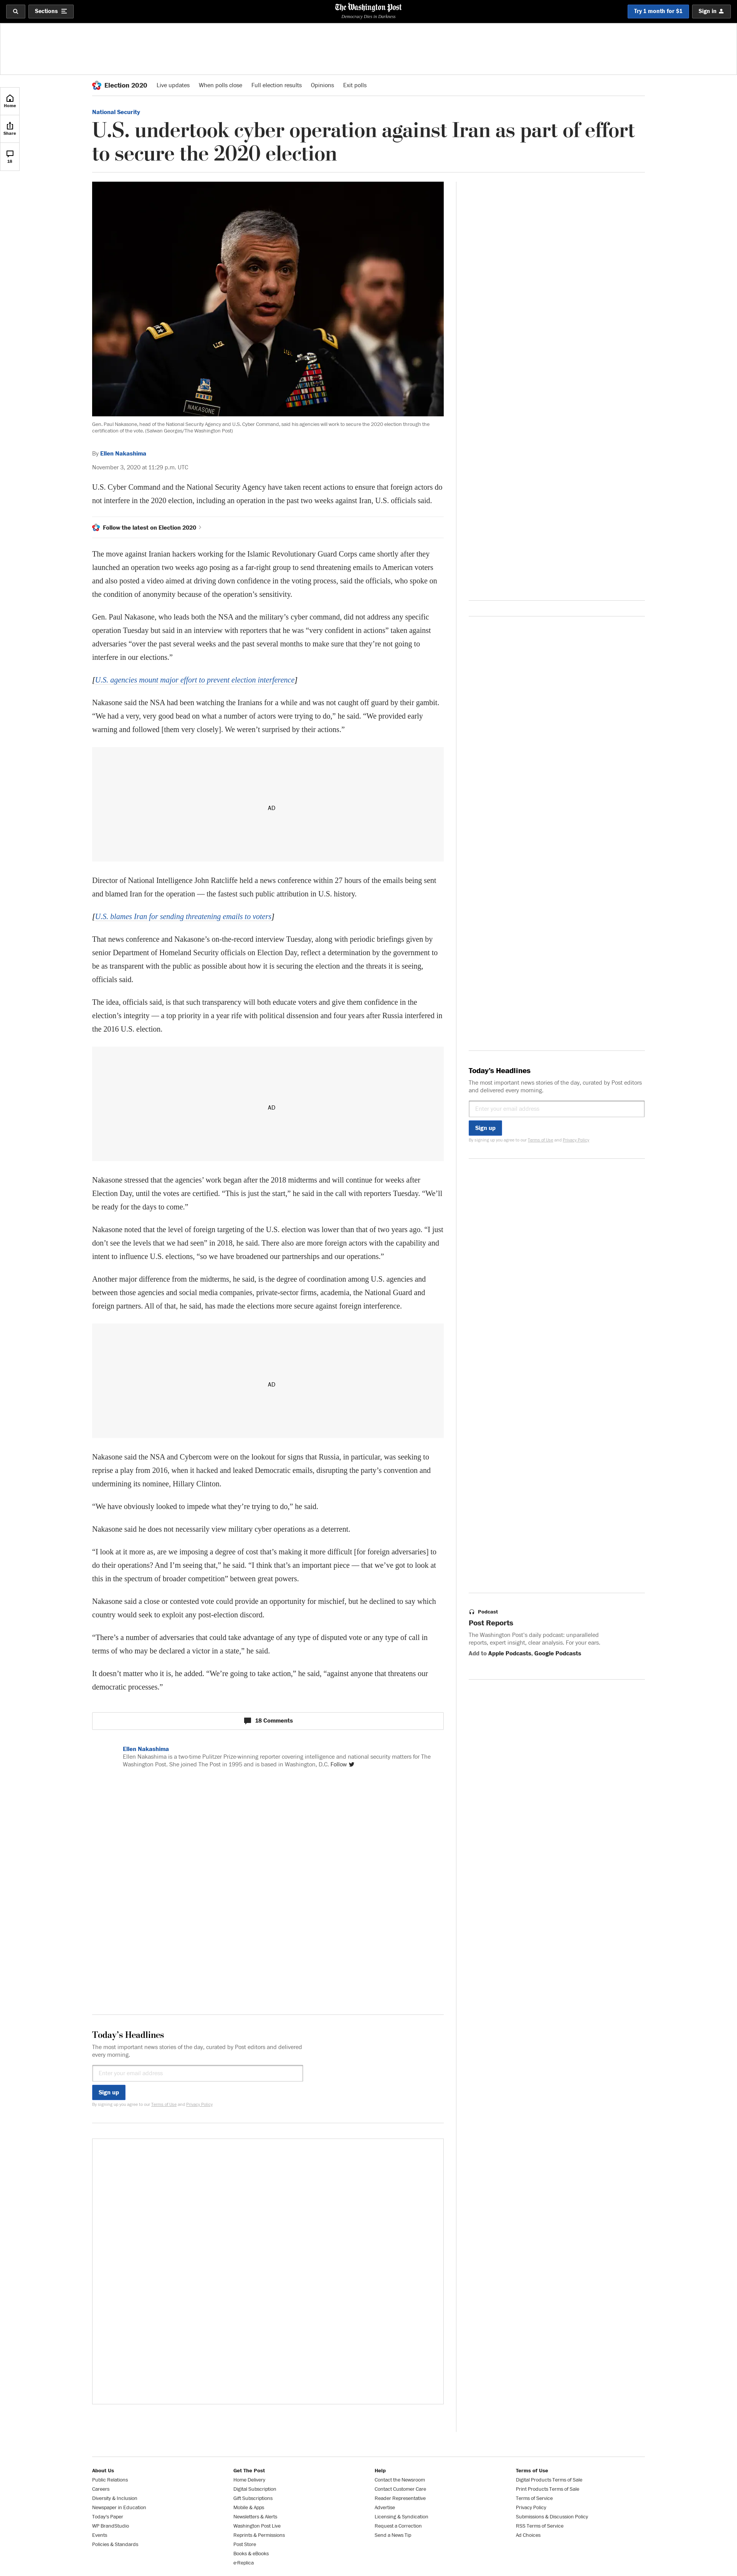 Sections
The Washington Post
Democracy Dies in Darkness
Try 1 month for $1
Sign in
Home
Share
18
Election 2020
Live updates
When polls close
Full election results
Opinions
Exit polls
National Security
U.S. undertook cyber operation against Iran as part of effort
to secure the 2020 election
NAKASONE
Gen. Paul Nakasone, head of the National Security Agency and U.S. Cyber Command, said his agencies will work to secure the 2020 election through the
certification of the vote. (Salwan Georges/The Washington Post)
By Ellen Nakashima
November 3, 2020 at 11:29 p.m. UTC
U.S. Cyber Command and the National Security Agency have taken recent actions to ensure that foreign actors do
not interfere in the 2020 election, including an operation in the past two weeks against Iran, U.S. officials said.
Follow the latest on Election 2020
The move against Iranian hackers working for the Islamic Revolutionary Guard Corps came shortly after they
launched an operation two weeks ago posing as a far-right group to send threatening emails to American voters
and also posted a video aimed at driving down confidence in the voting process, said the officials, who spoke on
the condition of anonymity because of the operation’s sensitivity.
Gen. Paul Nakasone, who leads both the NSA and the military’s cyber command, did not address any specific
operation Tuesday but said in an interview with reporters that he was “very confident in actions” taken against
adversaries “over the past several weeks and the past several months to make sure that they’re not going to
interfere in our elections.”
[U.S. agencies mount major effort to prevent election interference]
Nakasone said the NSA had been watching the Iranians for a while and was not caught off guard by their gambit.
“We had a very, very good bead on what a number of actors were trying to do,” he said. “We provided early
warning and followed [them very closely]. We weren’t surprised by their actions.”
AD
Director of National Intelligence John Ratcliffe held a news conference within 27 hours of the emails being sent
and blamed Iran for the operation — the fastest such public attribution in U.S. history.
[U.S. blames Iran for sending threatening emails to voters]
That news conference and Nakasone’s on-the-record interview Tuesday, along with periodic briefings given by
senior Department of Homeland Security officials on Election Day, reflect a determination by the government to
be as transparent with the public as possible about how it is securing the election and the threats it is seeing,
officials said.
The idea, officials said, is that such transparency will both educate voters and give them confidence in the
election’s integrity — a top priority in a year rife with political dissension and four years after Russia interfered in
the 2016 U.S. election.
AD
Nakasone stressed that the agencies’ work began after the 2018 midterms and will continue for weeks after
Election Day, until the votes are certified. “This is just the start,” he said in the call with reporters Tuesday. “We’ll
be ready for the days to come.”
Nakasone noted that the level of foreign targeting of the U.S. election was lower than that of two years ago. “I just
don’t see the levels that we had seen” in 2018, he said. There also are more foreign actors with the capability and
intent to influence U.S. elections, “so we have broadened our partnerships and our operations.”
Another major difference from the midterms, he said, is the degree of coordination among U.S. agencies and
between those agencies and social media companies, private-sector firms, academia, the National Guard and
foreign partners. All of that, he said, has made the elections more secure against foreign interference.
AD
Nakasone said the NSA and Cybercom were on the lookout for signs that Russia, in particular, was seeking to
reprise a play from 2016, when it hacked and leaked Democratic emails, disrupting the party’s convention and
undermining its nominee, Hillary Clinton.
“We have obviously looked to impede what they’re trying to do,” he said.
Nakasone said he does not necessarily view military cyber operations as a deterrent.
“I look at it more as, are we imposing a degree of cost that’s making it more difficult [for foreign adversaries] to
do their operations? And I’m seeing that,” he said. “I think that’s an important piece — that we’ve got to look at
this in the spectrum of broader competition” between great powers.
Nakasone said a close or contested vote could provide an opportunity for mischief, but he declined to say which
country would seek to exploit any post-election discord.
“There’s a number of adversaries that could take advantage of any type of disputed vote or any type of call in
terms of who may be declared a victor in a state,” he said.
It doesn’t matter who it is, he added. “We’re going to take action,” he said, “against anyone that threatens our
democratic processes.”
18 Comments
Ellen Nakashima
Ellen Nakashima is a two-time Pulitzer Prize-winning reporter covering intelligence and national security matters for The
Washington Post. She joined The Post in 1995 and is based in Washington, D.C. Follow
Today’s Headlines
The most important news stories of the day, curated by Post editors and delivered
every morning.
Enter your email address
Sign up
By signing up you agree to our Terms of Use and Privacy Policy
Today’s Headlines
The most important news stories of the day, curated by Post editors
and delivered every morning.
Enter your email address
Sign up
By signing up you agree to our Terms of Use and Privacy Policy
Podcast
Post Reports
The Washington Post’s daily podcast: unparalleled
reports, expert insight, clear analysis. For your ears.
Add to Apple Podcasts, Google Podcasts
About Us
Public Relations
Careers
Diversity & Inclusion
Newspaper in Education
Today’s Paper
WP BrandStudio
Events
Policies & Standards
Get The Post
Home Delivery
Digital Subscription
Gift Subscriptions
Mobile & Apps
Newsletters & Alerts
Washington Post Live
Reprints & Permissions
Post Store
Books & eBooks
e-Replica
Help
Contact the Newsroom
Contact Customer Care
Reader Representative
Advertise
Licensing & Syndication
Request a Correction
Send a News Tip
Terms of Use
Digital Products Terms of Sale
Print Products Terms of Sale
Terms of Service
Privacy Policy
Submissions & Discussion Policy
RSS Terms of Service
Ad Choices